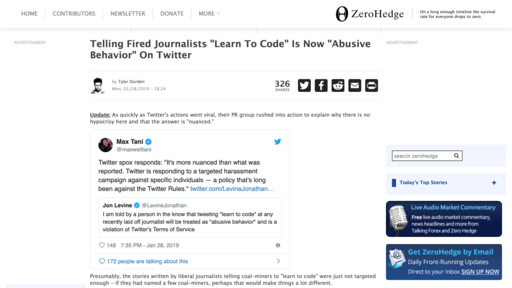 HOME CONTRIBUTORS NEWSLETTER DONATE MORE
ZeroHedge
On a long enough timeline the survival
rate for everyone drops to zero.
ADVERTISEMENT
ADVERTISEMENT
Telling Fired Journalists "Learn To Code" Is Now "Abusive
Behavior" On Twitter
by Tyler Durden
Mon, 01/28/2019 - 18:24
326
SHARES
Update: As quickly as Twitter's actions went viral, their PR group rushed into action to explain why there is no
hypocrisy here and that the answer is "nuanced."
Max Tani
@maxwelltani
Twitter spox responds: "It's more nuanced than what was
reported. Twitter is responding to a targeted harassment
campaign against specific individuals — a policy that's long
been against the Twitter Rules." twitter.com/LevineJonathan…
Jon Levine @LevineJonathan
I am told by a person in the know that tweeting "learn to code" at any
recently laid off journalist will be treated as "abusive behavior" and is a
violation of Twitter's Terms of Service
148 7:35 PM - Jan 28, 2019
172 people are talking about this
Presumably, the stories written by liberal journalists telling coal-miners to "learn to code" were just not targeted
enough - if they had named a few coal-miners, perhaps that would make things a lot different.
search zerohedge
Today's Top Stories +
Live Audio Market Commentary
Free live audio market commentary,
news headlines and more from
Talking Forex and Zero Hedge
Get ZeroHedge by Email
Daily Front-Running Updates
Direct to your Inbox SIGN UP NOW